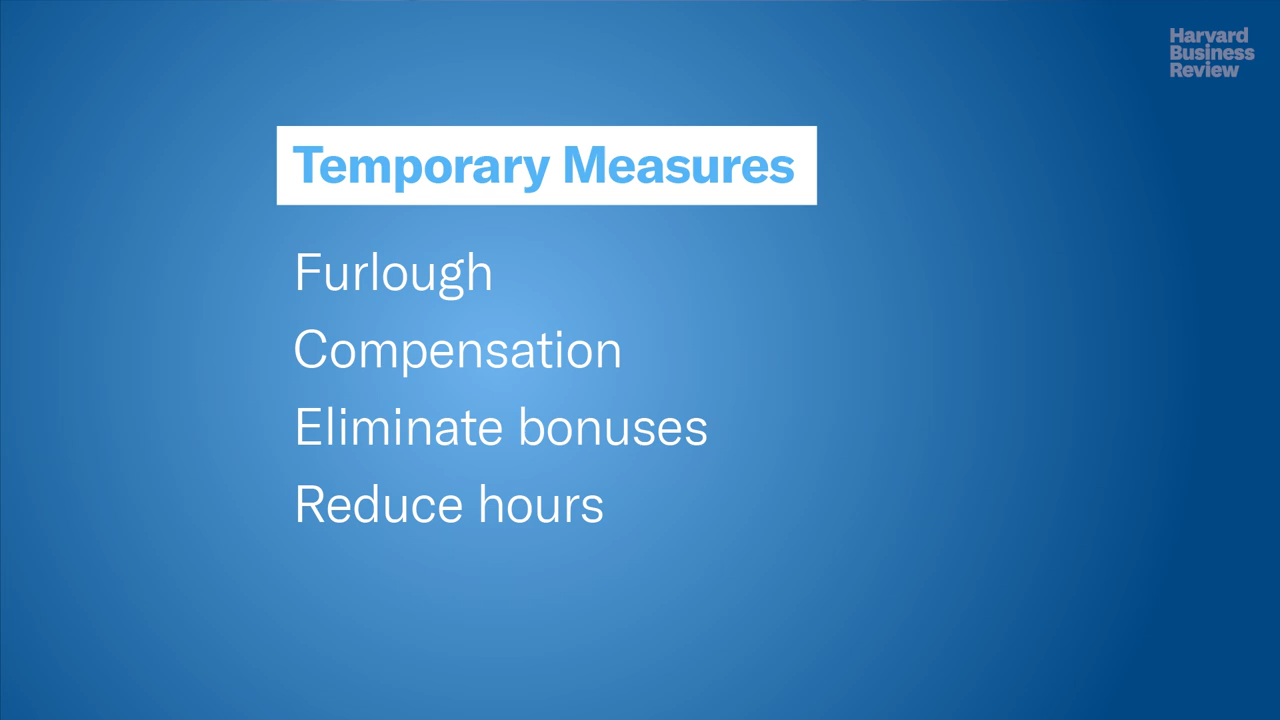 Harvard
Business
Review
Temporary Measures
Furlough
Compensation
Eliminate bonuses
Reduce hours